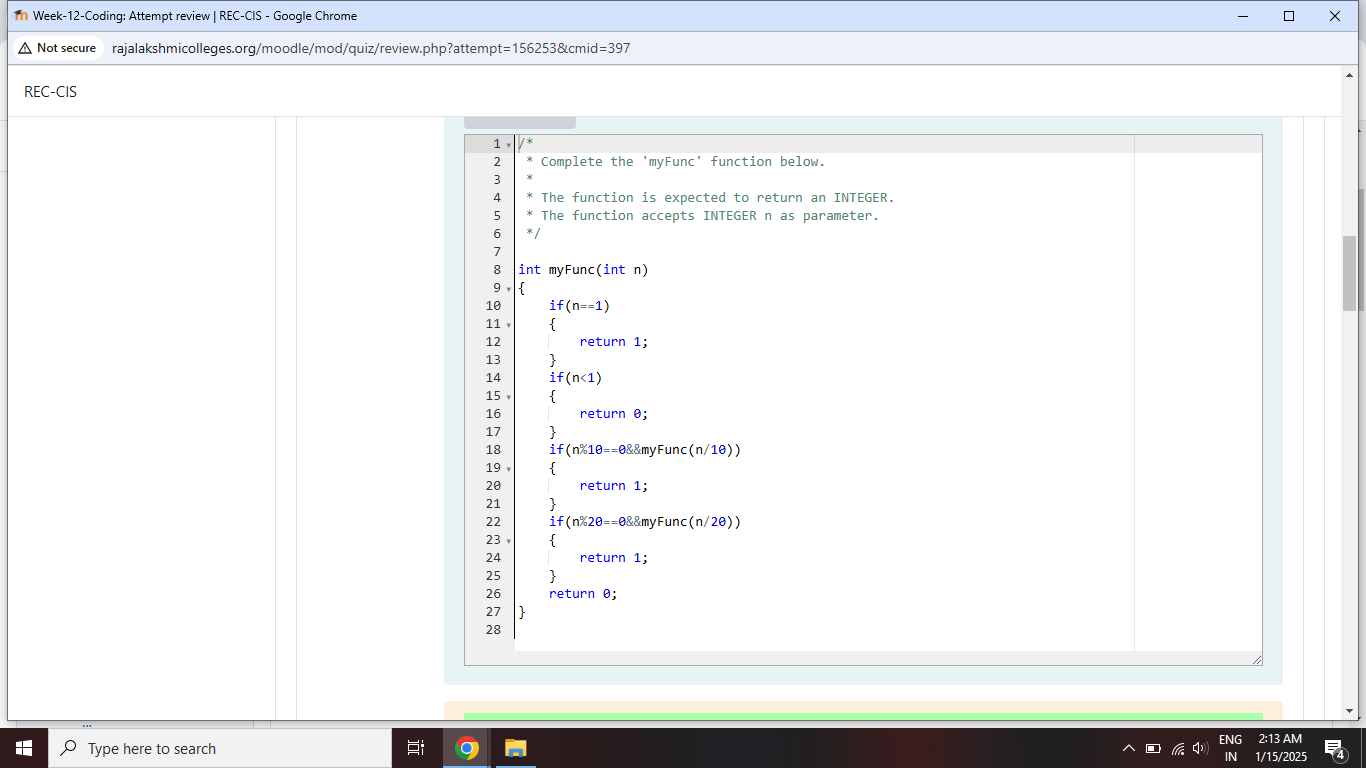 Week-12-Coding: Attempt review | REC-CIS - Google Chrome
Not secure rajalakshmicolleges.org/moodle/mod/quiz/review.php?attempt=156253&cmid=397
REC-CIS
1 /*
2 * Complete the 'myFunc' function below.
3 *
4 * The function is expected to return an INTEGER.
5 * The function accepts INTEGER n as parameter.
6 */
7
8 int myFunc(int n)
9 {
10 if(n==1)
11 {
12 return 1;
13 }
14 if(n<1)
15 {
16 return 0;
17 }
18 if(n%10==0&&myFunc(n/10))
19 {
20 return 1;
21 }
22 if(n%20==0&&myFunc(n/20))
23 {
24 return 1;
25 }
26 return 0;
27 }
28
...
Type here to search
ENG
IN
2:13 AM
1/15/2025
4